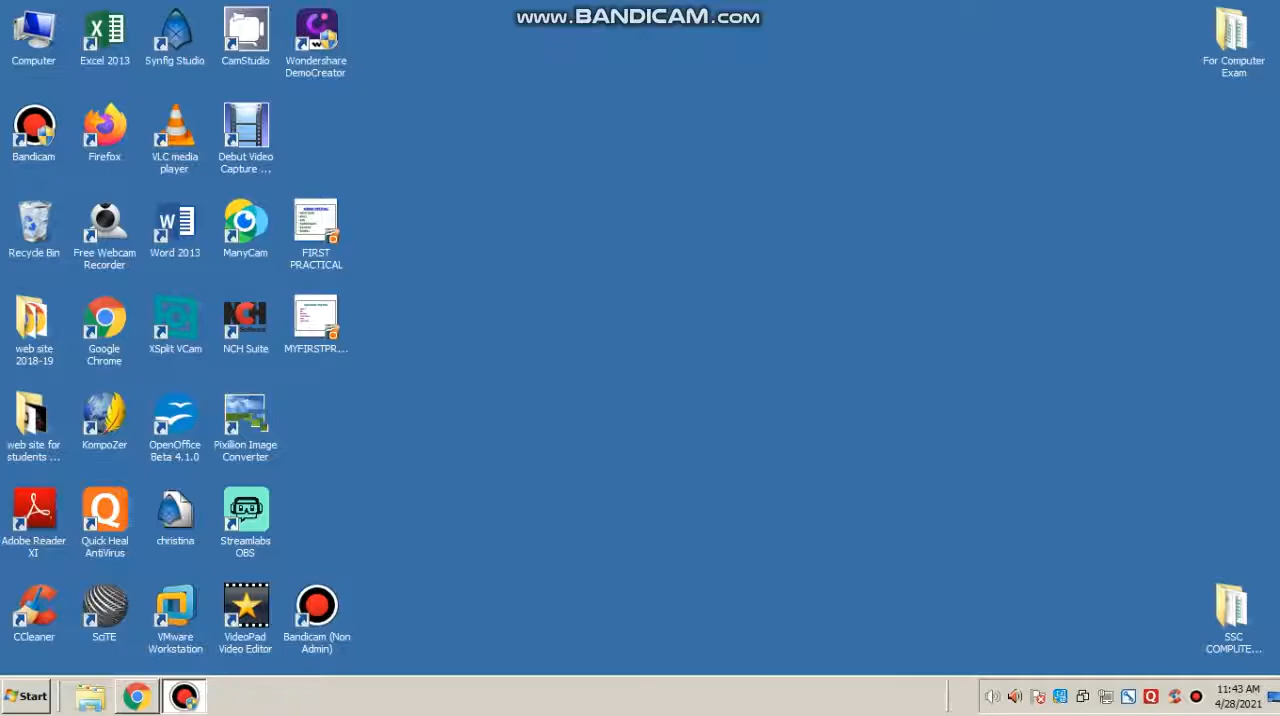 www.BANDICAM.com
Computer
Excel 2013
Synfig Studio
CamStudio
Wondershare
DemoCreator
For Computer
Exam
Bandicam
Firefox
VLC media
player
Debut Video
Capture ...
Recycle Bin
Free Webcam
Recorder
Word 2013
ManyCam
FIRST
PRACTICAL
web site
2018-19
Google
Chrome
XSplit VCam
NCH Suite
MYFIRSTPR...
web site for
students ...
KompoZer
OpenOffice
Beta 4.1.0
Pixillion Image
Converter
Adobe Reader
XI
Quick Heal
AntiVirus
christina
Streamlabs
OBS
CCleaner
SciTE
VMware
Workstation
VideoPad
Video Editor
Bandicam (Non
Admin)
SSC
COMPUTE...
Start
11:43 AM
4/28/2021